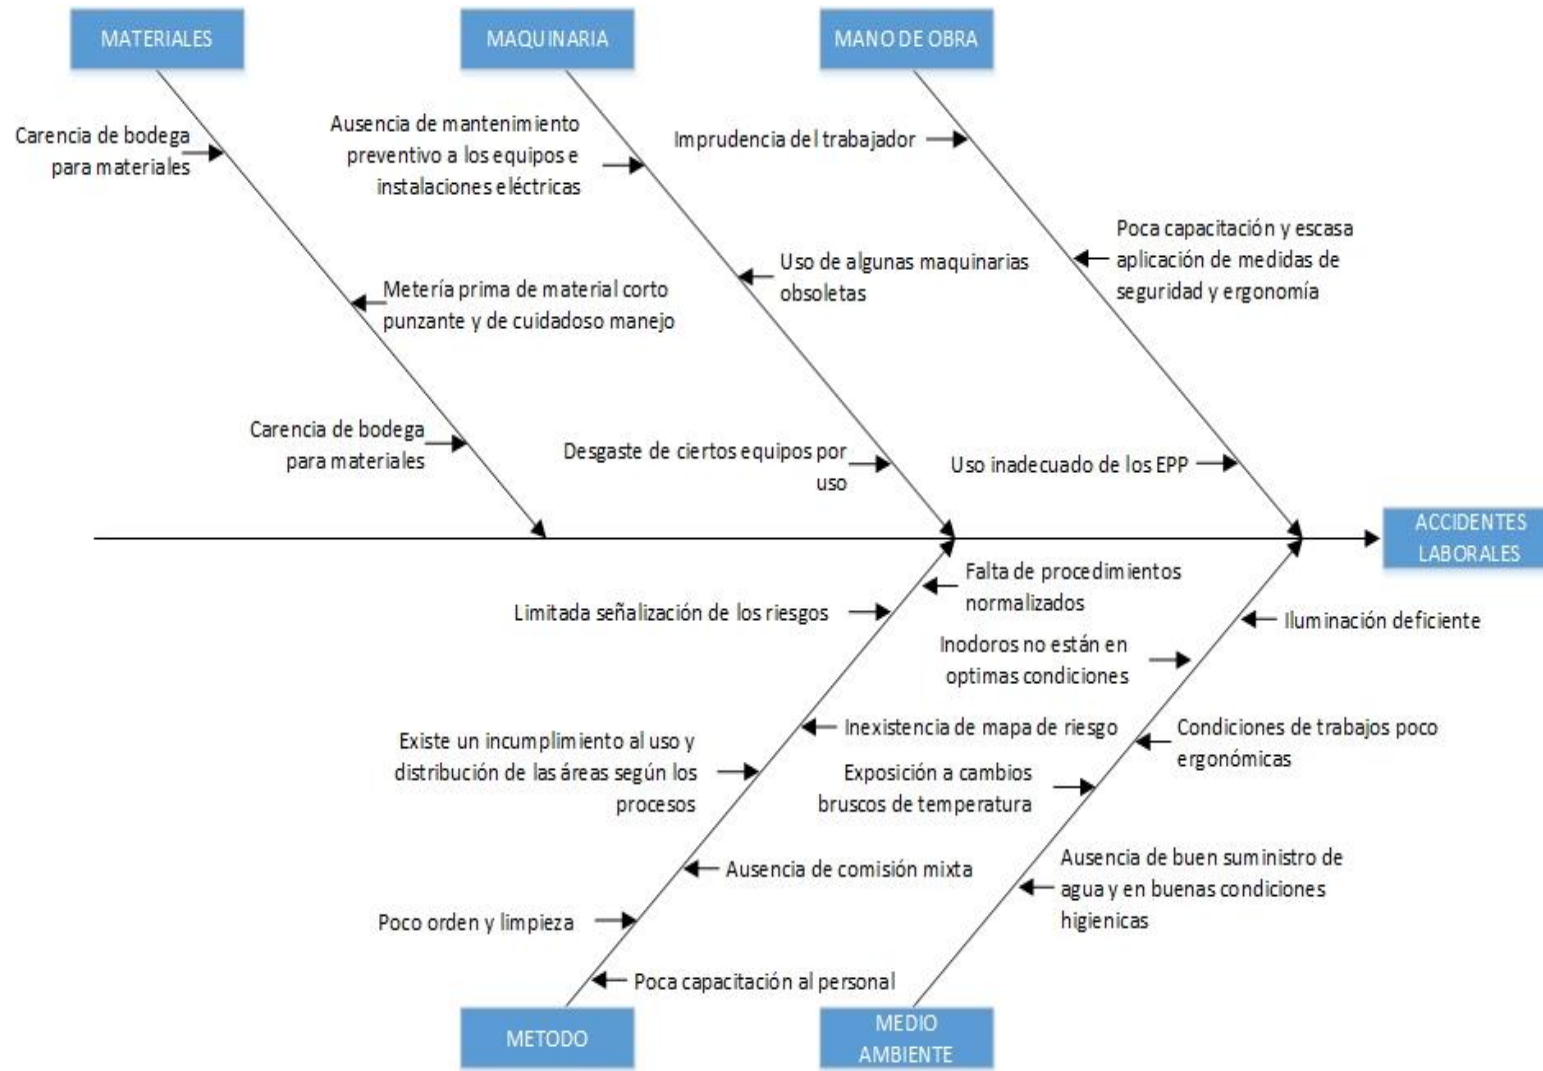 MATERIALES
MAQUINARIA
MANO DE OBRA
Carencia de bodega
para materiales
Ausencia de mantenimiento
preventivo a los equipos e
instalaciones eléctricas
Imprudencia del trabajador
Poca capacitación y escasa
aplicación de medidas de
seguridad y ergonomía
Uso de algunas maquinarias
obsoletas
Metería prima de material corto
punzante y de cuidadoso manejo
Carencia de bodega
para materiales
Desgaste de ciertos equipos por
uso
Uso inadecuado de los EPP
ACCIDENTES
LABORALES
Falta de procedimientos
normalizados
Limitada señalización de los riesgos
Iluminación deficiente
Inodoros no están en
optimas condiciones
Inexistencia de mapa de riesgo
Condiciones de trabajos poco
ergonómicas
Existe un incumplimiento al uso y
distribución de las áreas según los
procesos
Exposición a cambios
bruscos de temperatura
Ausencia de comisión mixta
Ausencia de buen suministro de
agua y en buenas condiciones
higienicas
Poco orden y limpieza
Poca capacitación al personal
METODO
MEDIO
AMBIENTE